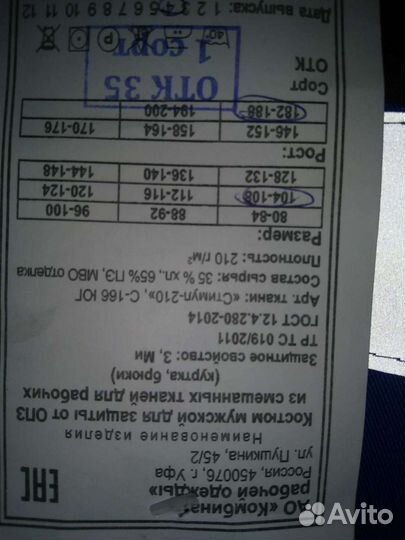 ДО «Комбинат
рабочей одежды»
Россия, 450076, г. Уфа
ул. Пушкина, 45/2
ЕАС
Наименование изделия
Костюм мужской для защиты от ОПЗ
из смешанных тканей для рабочих
(куртка, брюки)
Защитное свойство: З, Ми
ТР ТС 019/2011
ГОСТ 12.4.280-2014
Арт. ткани: «Стимул-210», С-166 ЮГ
Состав сырья: 35 % хл., 65% ПЭ, МВО отделка
Плотность: 210 г/м²
Размер:
80-84 88-92 96-100
104-108 112-116 120-124
128-132 136-140 144-148
Рост:
146-152 158-164 170-176
182-188 194-200
Сорт
ОТК
ОТК 35
1 сорт
40°
P
Дата выпуска: 1 2 3 4 5 6 7 8 9 10 11 12
Avito